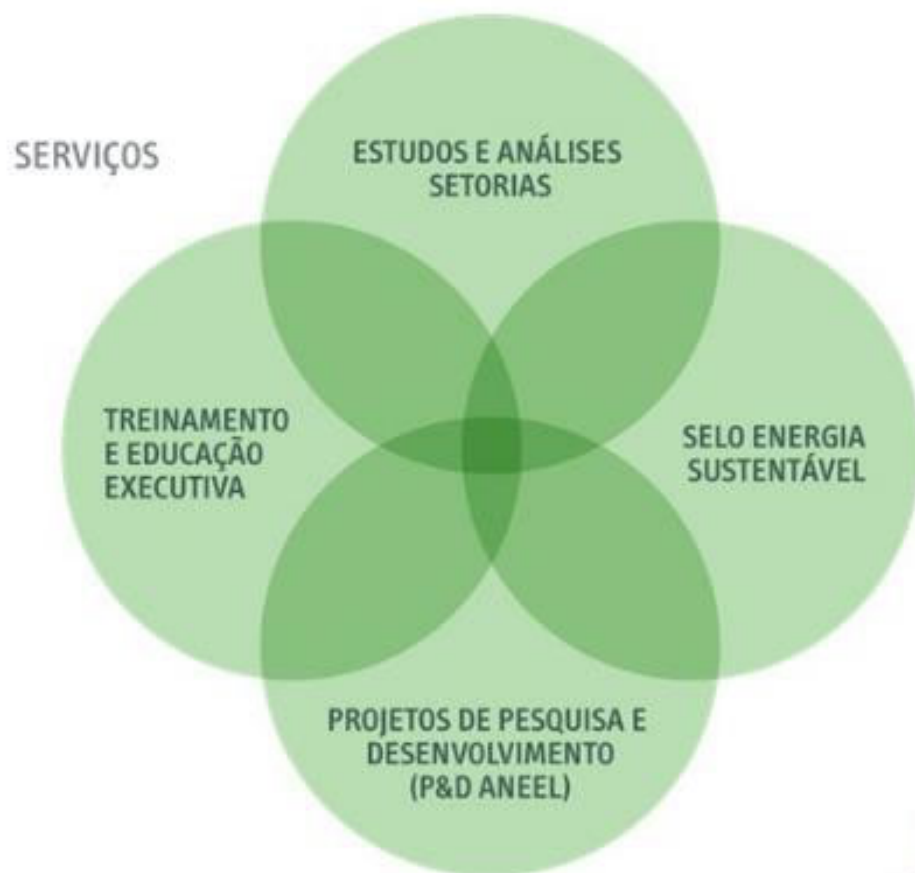 SERVIÇOS
ESTUDOS E ANÁLISES
SETORIAS
TREINAMENTO
E EDUCAÇÃO
EXECUTIVA
SELO ENERGIA
SUSTENTÁVEL
PROJETOS DE PESQUISA E
DESENVOLVIMENTO
(P&D ANEEL)